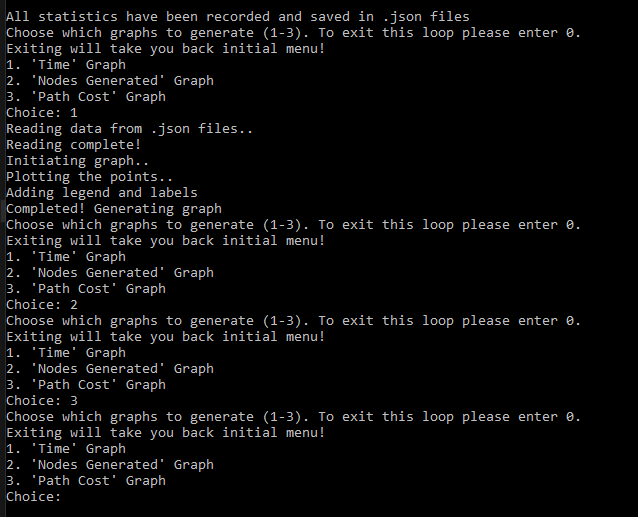 All statistics have been recorded and saved in .json files
Choose which graphs to generate (1-3). To exit this loop please enter 0.
Exiting will take you back initial menu!
1. 'Time' Graph
2. 'Nodes Generated' Graph
3. 'Path Cost' Graph
Choice: 1
Reading data from .json files..
Reading complete!
Initiating graph..
Plotting the points..
Adding legend and labels
Completed! Generating graph
Choose which graphs to generate (1-3). To exit this loop please enter 0.
Exiting will take you back initial menu!
1. 'Time' Graph
2. 'Nodes Generated' Graph
3. 'Path Cost' Graph
Choice: 2
Choose which graphs to generate (1-3). To exit this loop please enter 0.
Exiting will take you back initial menu!
1. 'Time' Graph
2. 'Nodes Generated' Graph
3. 'Path Cost' Graph
Choice: 3
Choose which graphs to generate (1-3). To exit this loop please enter 0.
Exiting will take you back initial menu!
1. 'Time' Graph
2. 'Nodes Generated' Graph
3. 'Path Cost' Graph
Choice: